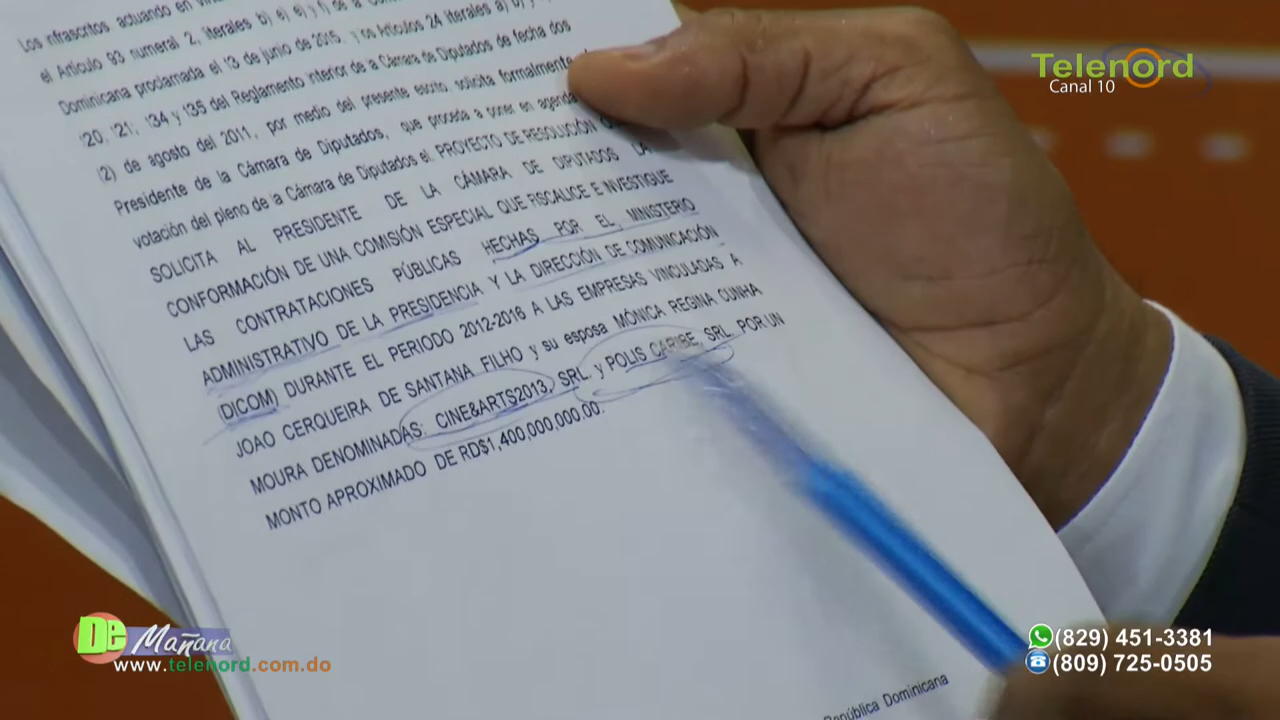 Los infrascritos actuando en
el Artículo 93 numeral 2, literales b) e)
Dominicana proclamada el 13 de junio de 2015, y los Artículos 24 literales a) b)
120, 121, 134 y 135 del Reglamento interior de la Cámara de Diputados de fecha dos
(2) de agosto del 2011, por medio del presente escrito solicita formalmente
Presidente de la Cámara de Diputados, que proceda a poner en agenda
votación del pleno de la Cámara de Diputados el PROYECTO DE RESOLUCIÓN
SOLICITA AL PRESIDENTE DE LA CÁMARA DE DIPUTADOS LA
CONFORMACIÓN DE UNA COMISIÓN ESPECIAL QUE FISCALICE E INVESTIGUE
LAS CONTRATACIONES PÚBLICAS HECHAS POR EL MINISTERIO
ADMINISTRATIVO DE LA PRESIDENCIA Y LA DIRECCIÓN DE COMUNICACIÓN
(DICOM) DURANTE EL PERIODO 2012-2016 A LAS EMPRESAS VINCULADAS A
JOAO CERQUEIRA DE SANTANA FILHO y su esposa MÓNICA REGINA CUNHA
MOURA DENOMINADAS: CINE&ARTS2013, SRL. y POLIS CARIBE, SRL. POR UN
MONTO APROXIMADO DE RD$1,400,000,000.00.
República Dominicana
Telenord
Canal 10
De Mañana
www.telenord.com.do
(829) 451-3381
(809) 725-0505